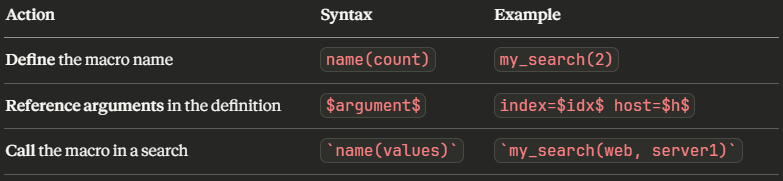 Action Syntax Example
Define the macro name name(count) my_search(2)
Reference arguments in the definition $argument$ index=$idx$ host=$h$
Call the macro in a search `name(values)` `my_search(web, server1)`